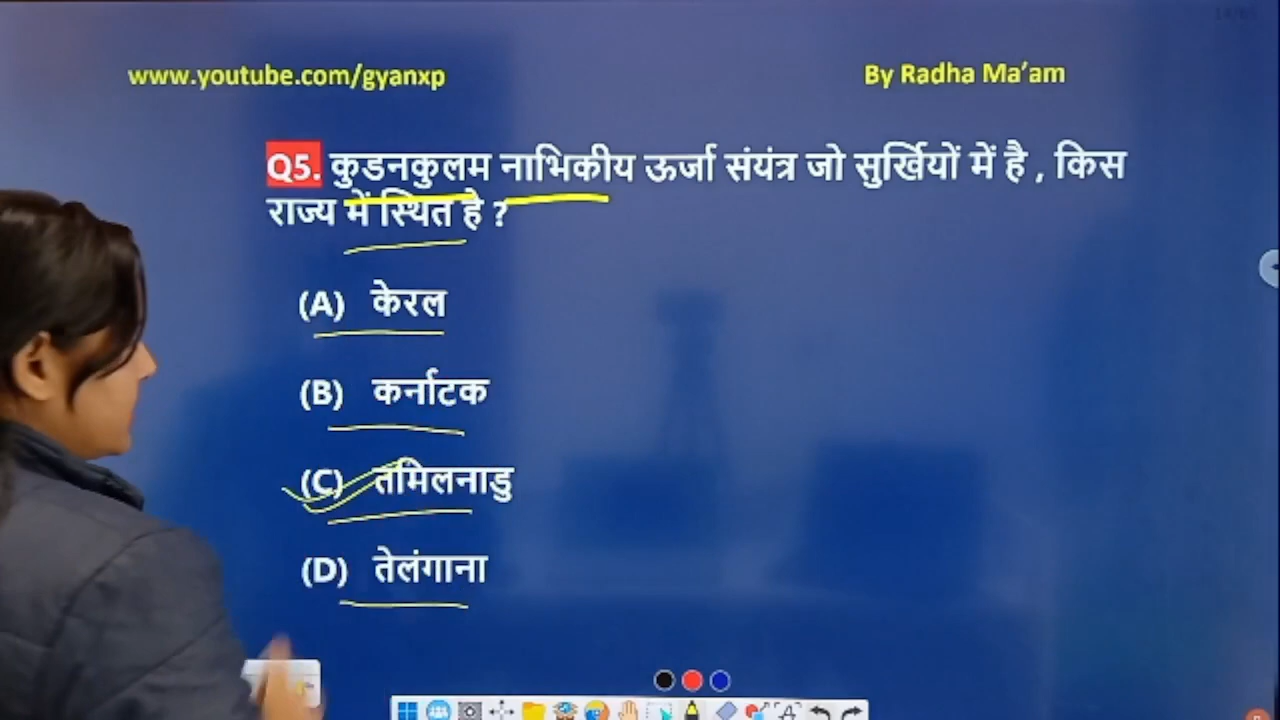 www.youtube.com/gyanxp
By Radha Ma’am
Q5. कुडनकुलम नाभिकीय ऊर्जा संयंत्र जो सुर्खियों में है , किस
राज्य में स्थित है ?
(A) केरल
(B) कर्नाटक
(C) तमिलनाडु
(D) तेलंगाना